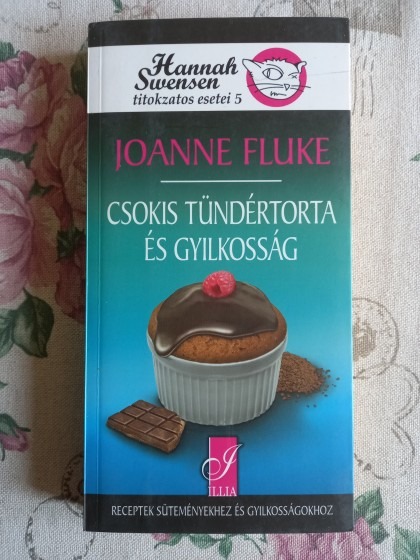 Hannah
Swensen
titokzatos esetei 5
JOANNE FLUKE
CSOKIS TÜNDÉRTORTA
ÉS GYILKOSSÁG
I
ILLIA
RECEPTEK SÜTEMÉNYEKHEZ ÉS GYILKOSSÁGOKHOZ